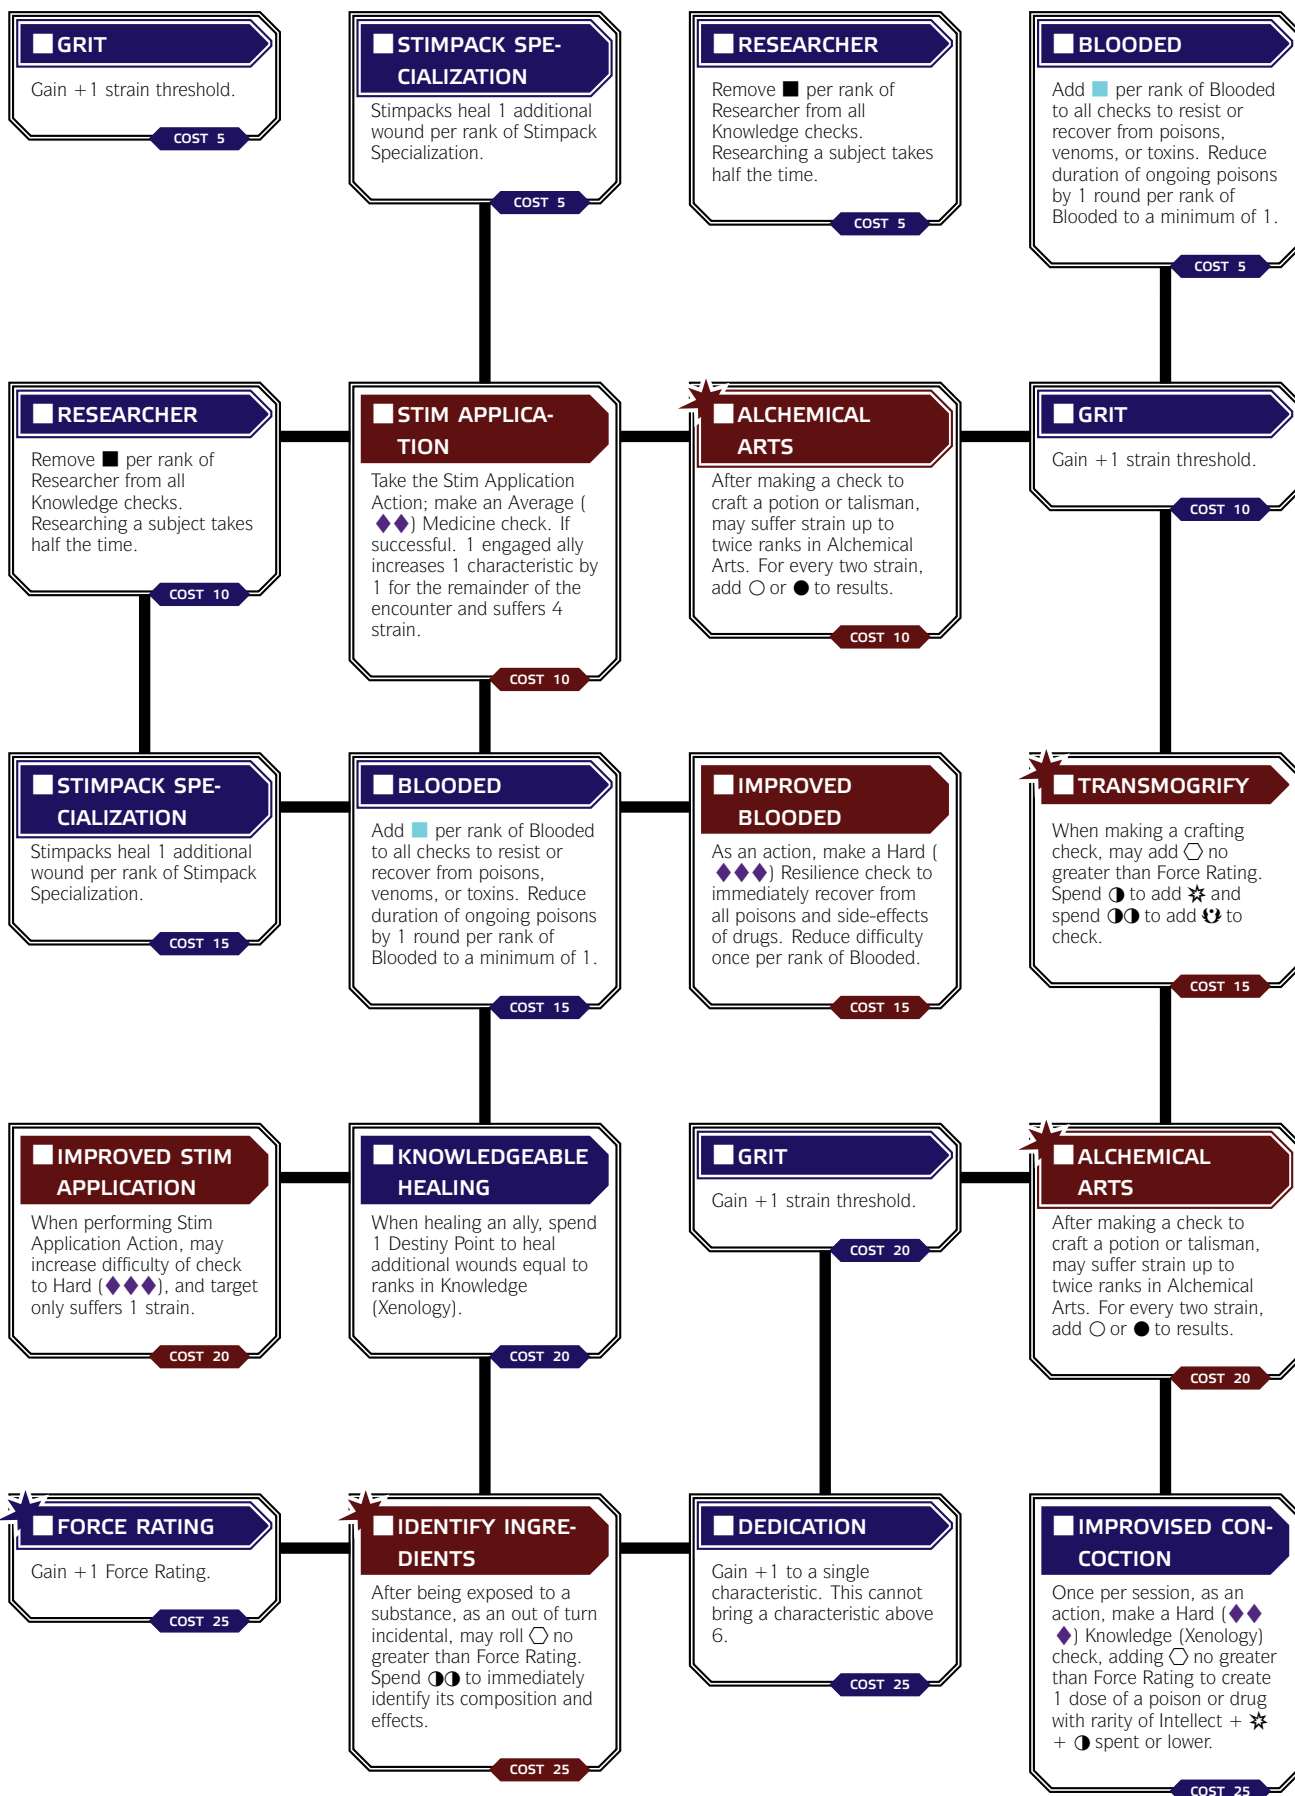 GRIT
Gain +1 strain threshold.
COST 5
STIMPACK SPE-
CIALIZATION
Stimpacks heal 1 additional
wound per rank of Stimpack
Specialization.
COST 5
RESEARCHER
Remove ■ per rank of
Researcher from all
Knowledge checks.
Researching a subject takes
half the time.
COST 5
BLOODED
Add ■ per rank of Blooded
to all checks to resist or
recover from poisons,
venoms, or toxins. Reduce
duration of ongoing poisons
by 1 round per rank of
Blooded to a minimum of 1.
COST 5
RESEARCHER
Remove ■ per rank of
Researcher from all
Knowledge checks.
Researching a subject takes
half the time.
COST 10
STIM APPLICA-
TION
Take the Stim Application
Action; make an Average (
◆◆) Medicine check. If
successful. 1 engaged ally
increases 1 characteristic by
1 for the remainder of the
encounter and suffers 4
strain.
COST 10
ALCHEMICAL
ARTS
After making a check to
craft a potion or talisman,
may suffer strain up to
twice ranks in Alchemical
Arts. For every two strain,
add ○ or ● to results.
COST 10
GRIT
Gain +1 strain threshold.
COST 10
STIMPACK SPE-
CIALIZATION
Stimpacks heal 1 additional
wound per rank of Stimpack
Specialization.
COST 15
BLOODED
Add ■ per rank of Blooded
to all checks to resist or
recover from poisons,
venoms, or toxins. Reduce
duration of ongoing poisons
by 1 round per rank of
Blooded to a minimum of 1.
COST 15
IMPROVED
BLOODED
As an action, make a Hard (
◆◆◆) Resilience check to
immediately recover from
all poisons and side-effects
of drugs. Reduce difficulty
once per rank of Blooded.
COST 15
TRANSMOGRIFY
When making a crafting
check, may add ⬡ no
greater than Force Rating.
Spend ◑ to add and
spend ◑◑ to add to
check.
COST 15
IMPROVED STIM
APPLICATION
When performing Stim
Application Action, may
increase difficulty of check
to Hard (◆◆◆), and target
only suffers 1 strain.
COST 20
KNOWLEDGEABLE
HEALING
When healing an ally, spend
1 Destiny Point to heal
additional wounds equal to
ranks in Knowledge
(Xenology).
COST 20
GRIT
Gain +1 strain threshold.
COST 20
ALCHEMICAL
ARTS
After making a check to
craft a potion or talisman,
may suffer strain up to
twice ranks in Alchemical
Arts. For every two strain,
add ○ or ● to results.
COST 20
FORCE RATING
Gain +1 Force Rating.
COST 25
IDENTIFY INGRE-
DIENTS
After being exposed to a
substance, as an out of turn
incidental, may roll ⬡ no
greater than Force Rating.
Spend ◑◑ to immediately
identify its composition and
effects.
COST 25
DEDICATION
Gain +1 to a single
characteristic. This cannot
bring a characteristic above
6.
COST 25
IMPROVISED CON-
COCTION
Once per session, as an
action, make a Hard (◆◆
◆) Knowledge (Xenology)
check, adding ⬡ no greater
than Force Rating to create
1 dose of a poison or drug
with rarity of Intellect +
+ ◑ spent or lower.
COST 25